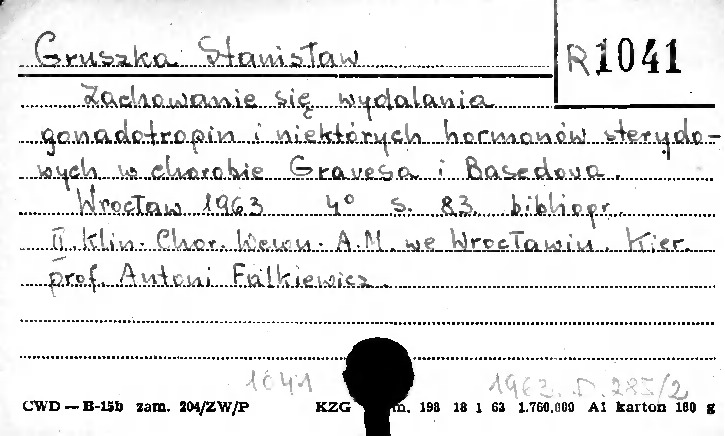 Gruszka Stanisław
R 1041
Zachowanie się wydalania
gonadotropin i niektórych hormonów sterydo-
wych w chorobie Gravesa i Basedova.
Wrocław 1963 4° s. 83. bibliogr.
II. Klin. Chor. Wewn. A.M. we Wrocławiu. Kier.
prof. Antoni Falkiewicz.
1041
1963. D. 285/2
CWD — B-15b zam. 204/ZW/P KZG m. 198 18 1 63 1.760.000 A1 karton 180 g